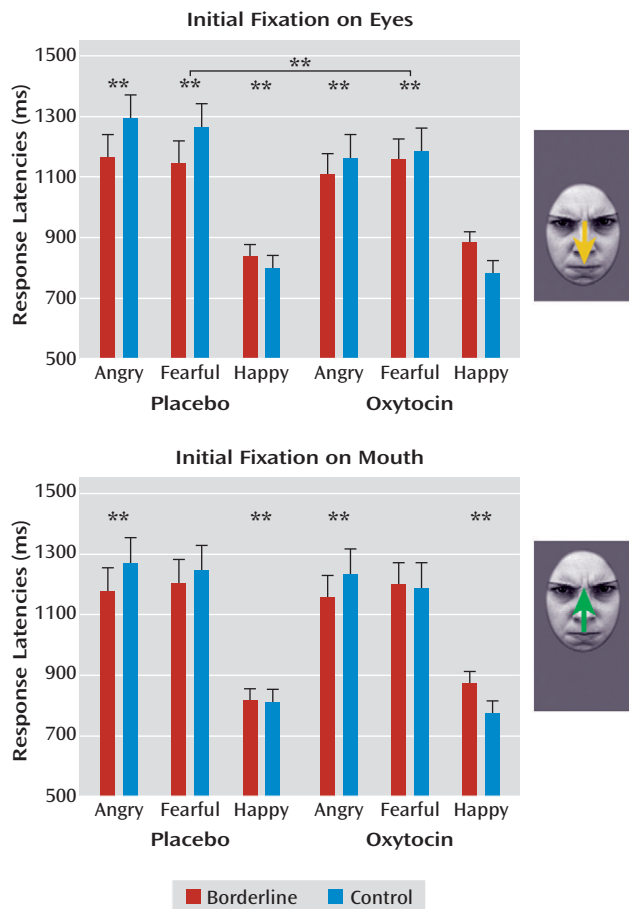 Initial Fixation on Eyes
Response Latencies (ms)
1500
1300
1100
900
700
500
** ** ** ** ** **
Angry Fearful Happy Angry Fearful Happy
Placebo Oxytocin
Initial Fixation on Mouth
Response Latencies (ms)
1500
1300
1100
900
700
500
** ** ** **
Angry Fearful Happy Angry Fearful Happy
Placebo Oxytocin
Borderline Control